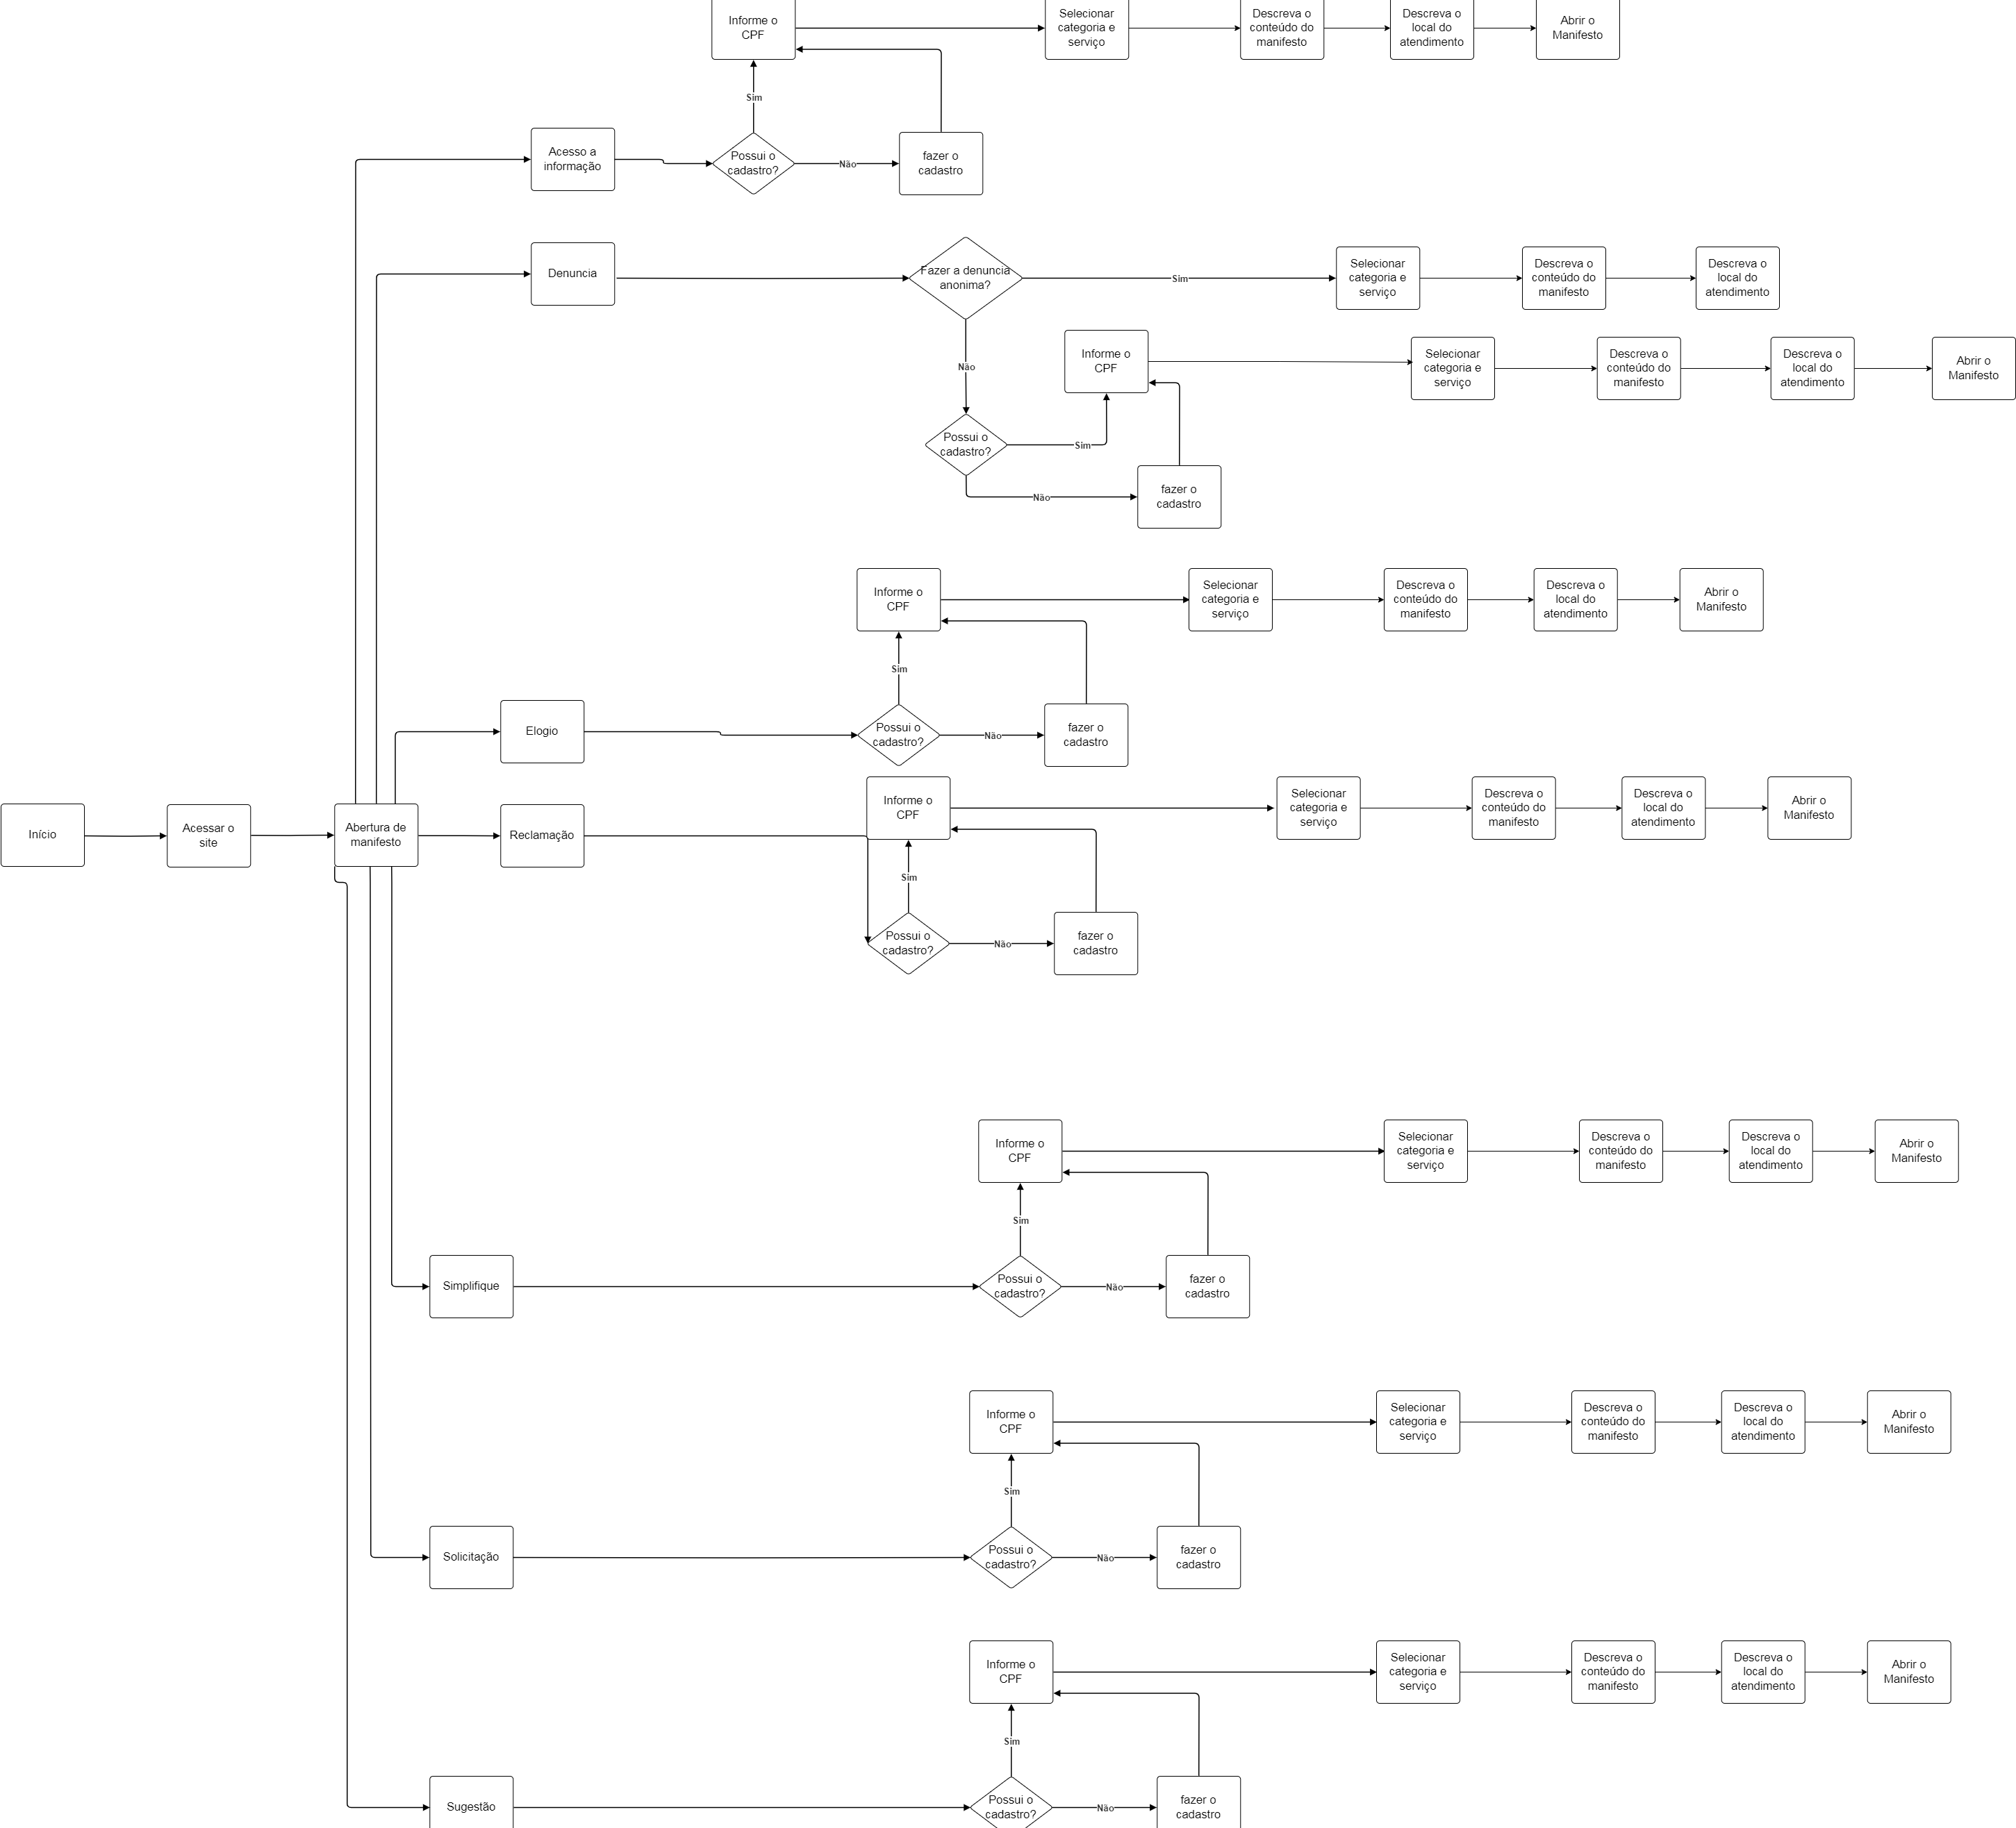 Informe o
CPF
Selecionar
categoria e
serviço
Descreva o
conteúdo do
manifesto
Descreva o
local do
atendimento
Abrir o
Manifesto
Sim
Acesso a
informação
Possui o
cadastro?
Não
fazer o
cadastro
Denuncia
Fazer a denuncia
anonima?
Sim
Selecionar
categoria e
serviço
Descreva o
conteúdo do
manifesto
Descreva o
local do
atendimento
Não
Informe o
CPF
Selecionar
categoria e
serviço
Descreva o
conteúdo do
manifesto
Descreva o
local do
atendimento
Abrir o
Manifesto
Possui o
cadastro?
Sim
Não
fazer o
cadastro
Informe o
CPF
Selecionar
categoria e
serviço
Descreva o
conteúdo do
manifesto
Descreva o
local do
atendimento
Abrir o
Manifesto
Sim
Elogio
Possui o
cadastro?
Não
fazer o
cadastro
Início
Acessar o
site
Abertura de
manifesto
Reclamação
Informe o
CPF
Selecionar
categoria e
serviço
Descreva o
conteúdo do
manifesto
Descreva o
local do
atendimento
Abrir o
Manifesto
Sim
Possui o
cadastro?
Não
fazer o
cadastro
Informe o
CPF
Selecionar
categoria e
serviço
Descreva o
conteúdo do
manifesto
Descreva o
local do
atendimento
Abrir o
Manifesto
Sim
Simplifique
Possui o
cadastro?
Não
fazer o
cadastro
Informe o
CPF
Selecionar
categoria e
serviço
Descreva o
conteúdo do
manifesto
Descreva o
local do
atendimento
Abrir o
Manifesto
Sim
Solicitação
Possui o
cadastro?
Não
fazer o
cadastro
Informe o
CPF
Selecionar
categoria e
serviço
Descreva o
conteúdo do
manifesto
Descreva o
local do
atendimento
Abrir o
Manifesto
Sim
Sugestão
Possui o
cadastro?
Não
fazer o
cadastro